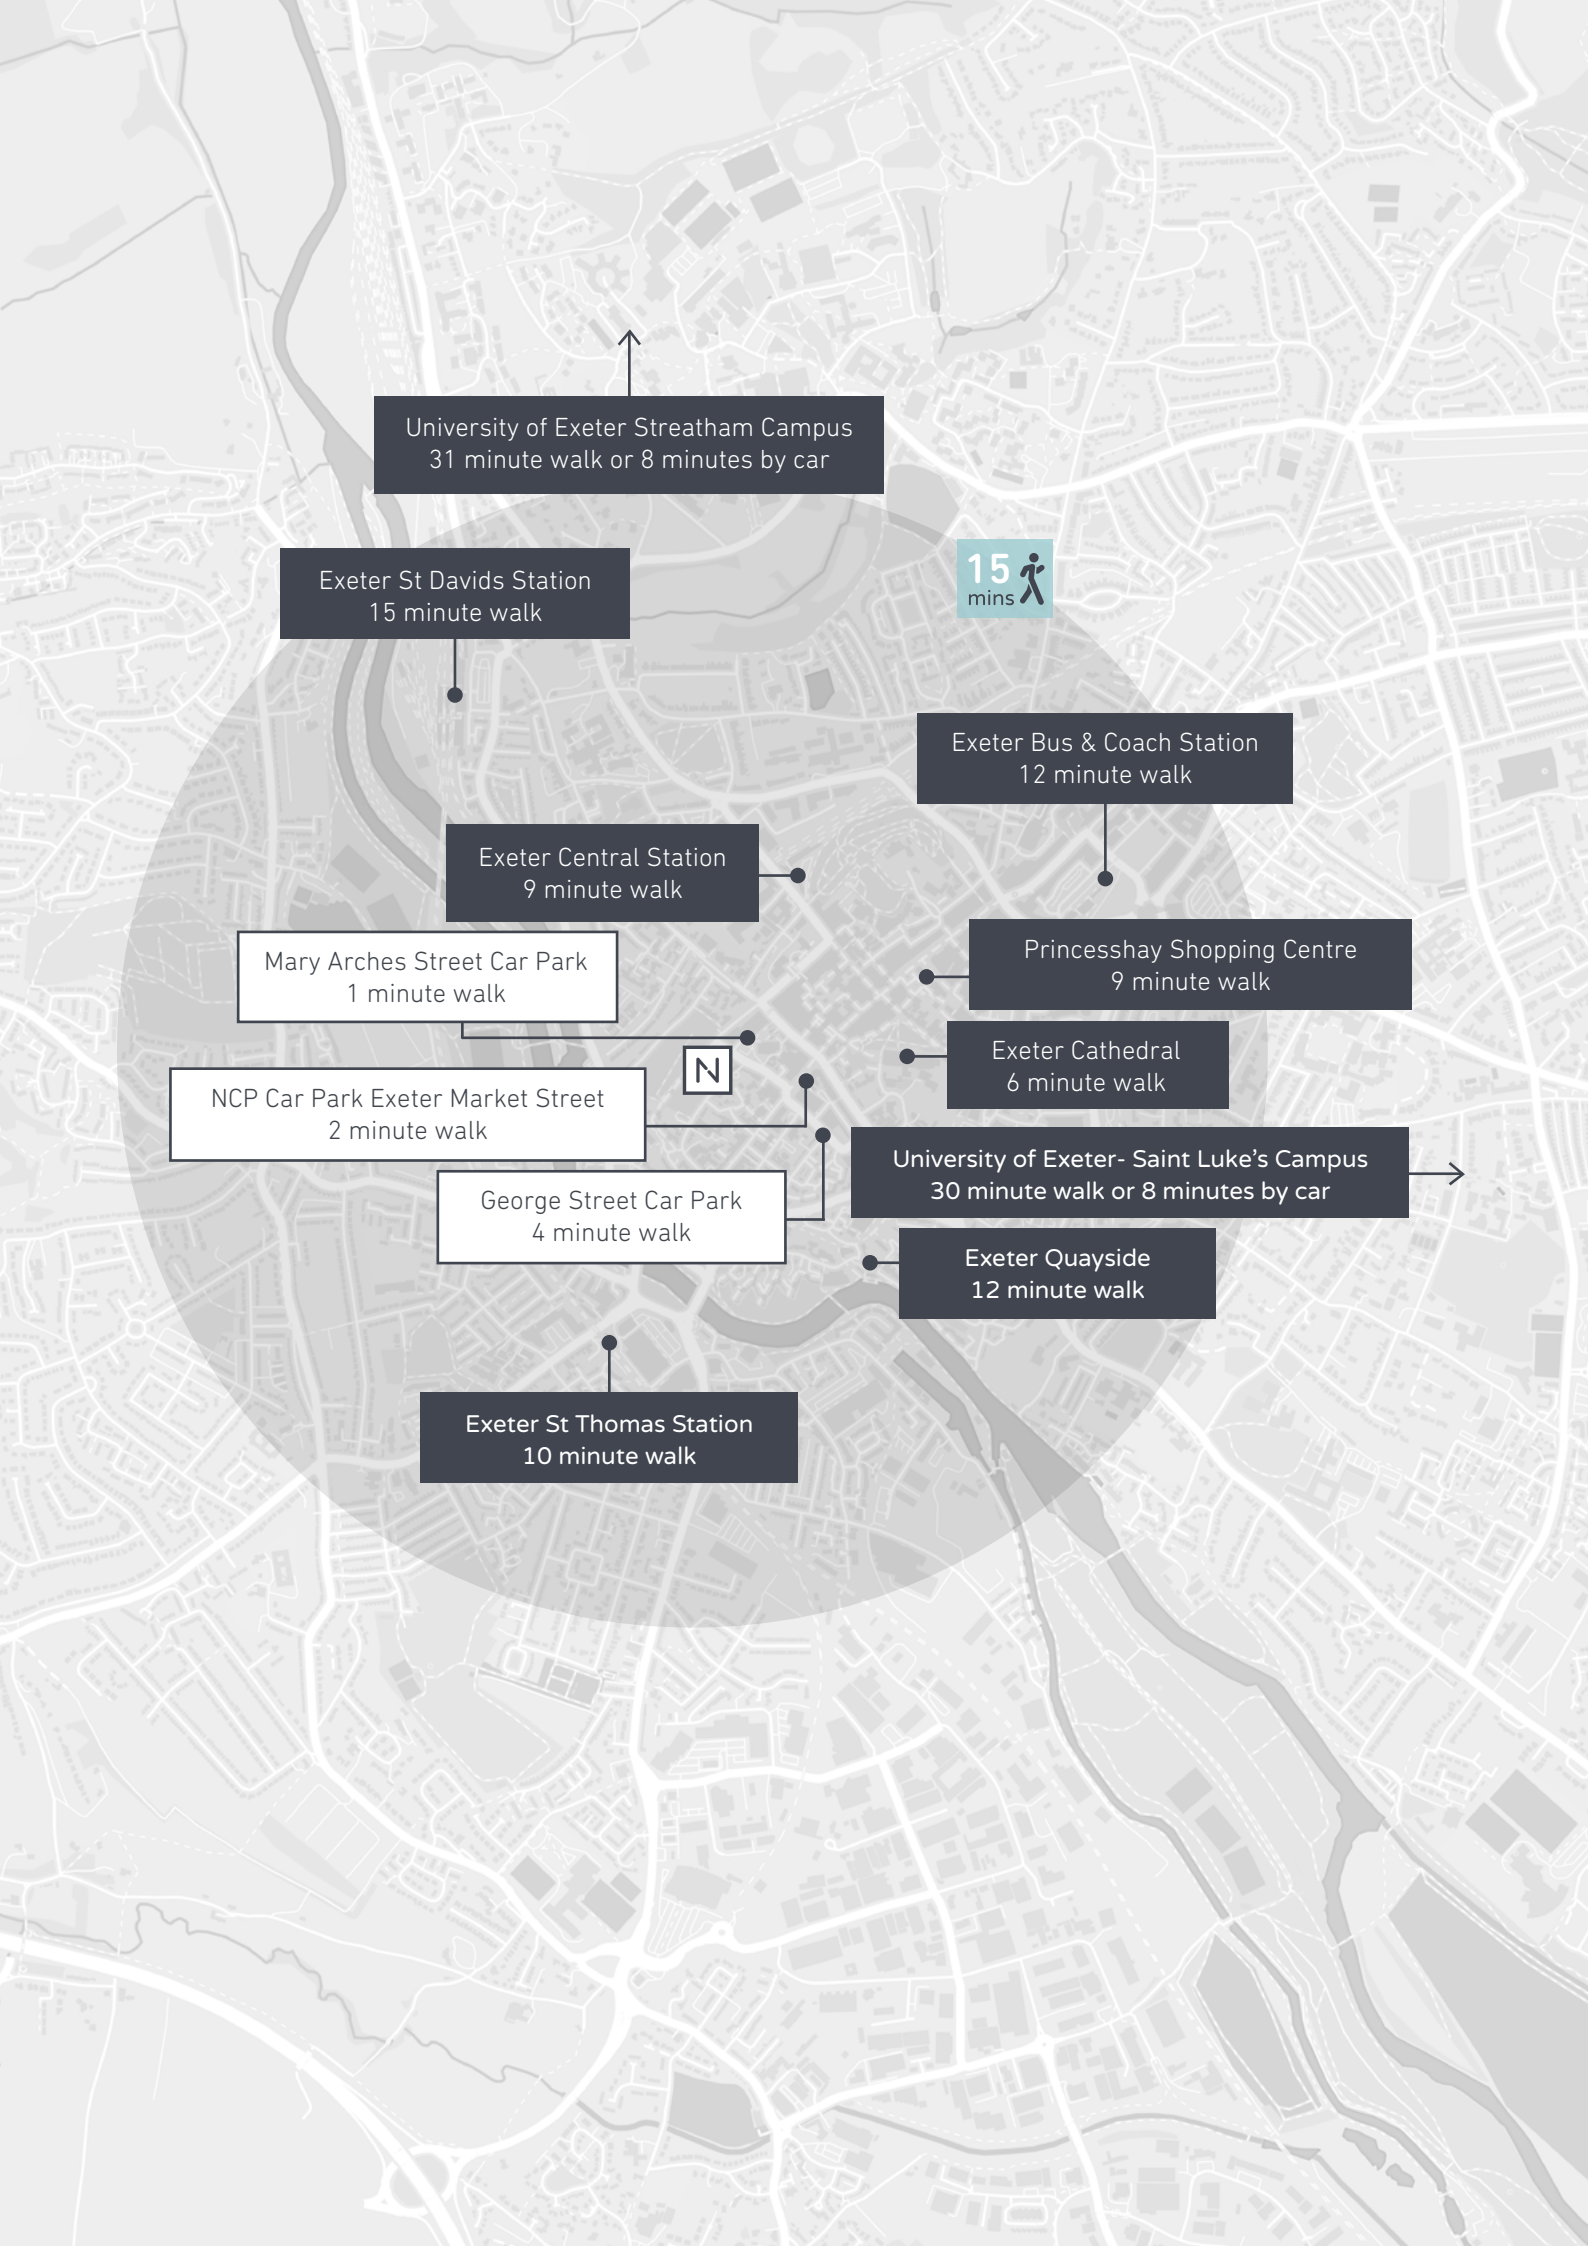 University of Exeter Streatham Campus
31 minute walk or 8 minutes by car
15
mins
Exeter St Davids Station
15 minute walk
Exeter Bus & Coach Station
12 minute walk
Exeter Central Station
9 minute walk
Princesshay Shopping Centre
9 minute walk
Mary Arches Street Car Park
1 minute walk
N
Exeter Cathedral
6 minute walk
NCP Car Park Exeter Market Street
2 minute walk
University of Exeter- Saint Luke’s Campus
30 minute walk or 8 minutes by car
George Street Car Park
4 minute walk
Exeter Quayside
12 minute walk
Exeter St Thomas Station
10 minute walk